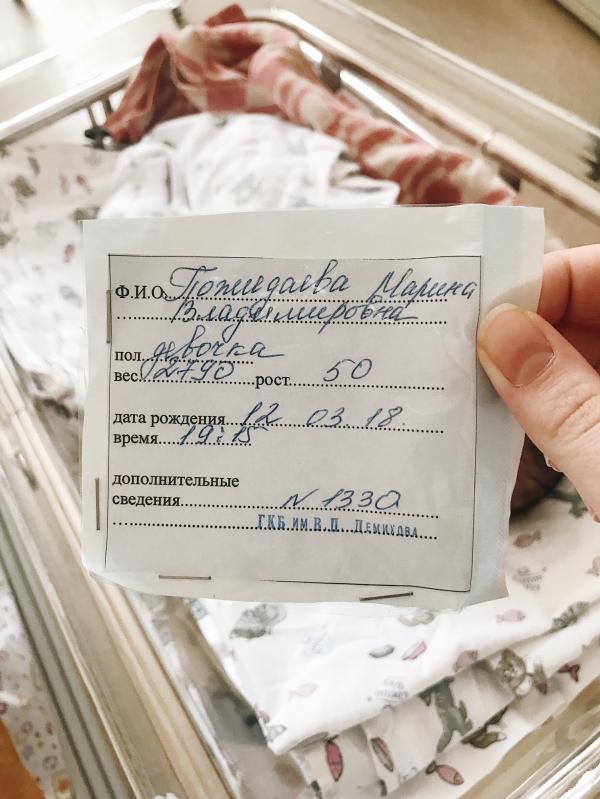 Ф.И.О. Пожидаева Марина
Владимировна
пол. девочка
вес. 2790 рост. 50
дата рождения 12 03. 18.
время. 19:15
дополнительные
сведения N 1330
ГКБ им В.П. Демихова